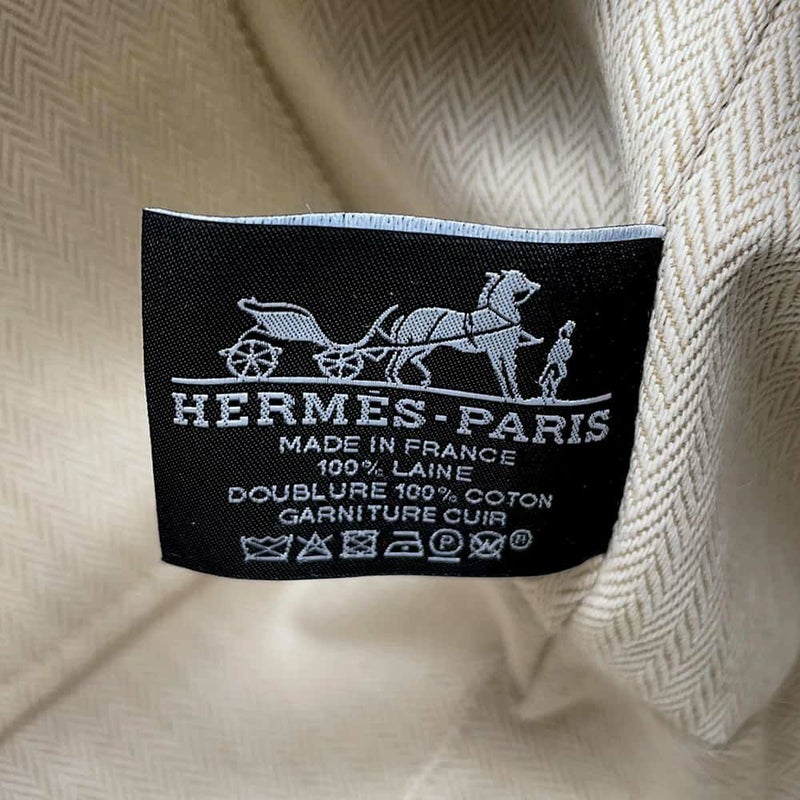 HERMÈS-PARIS
MADE IN FRANCE
100% LAINE
DOUBLURE 100% COTON
GARNITURE CUIR
P W ®